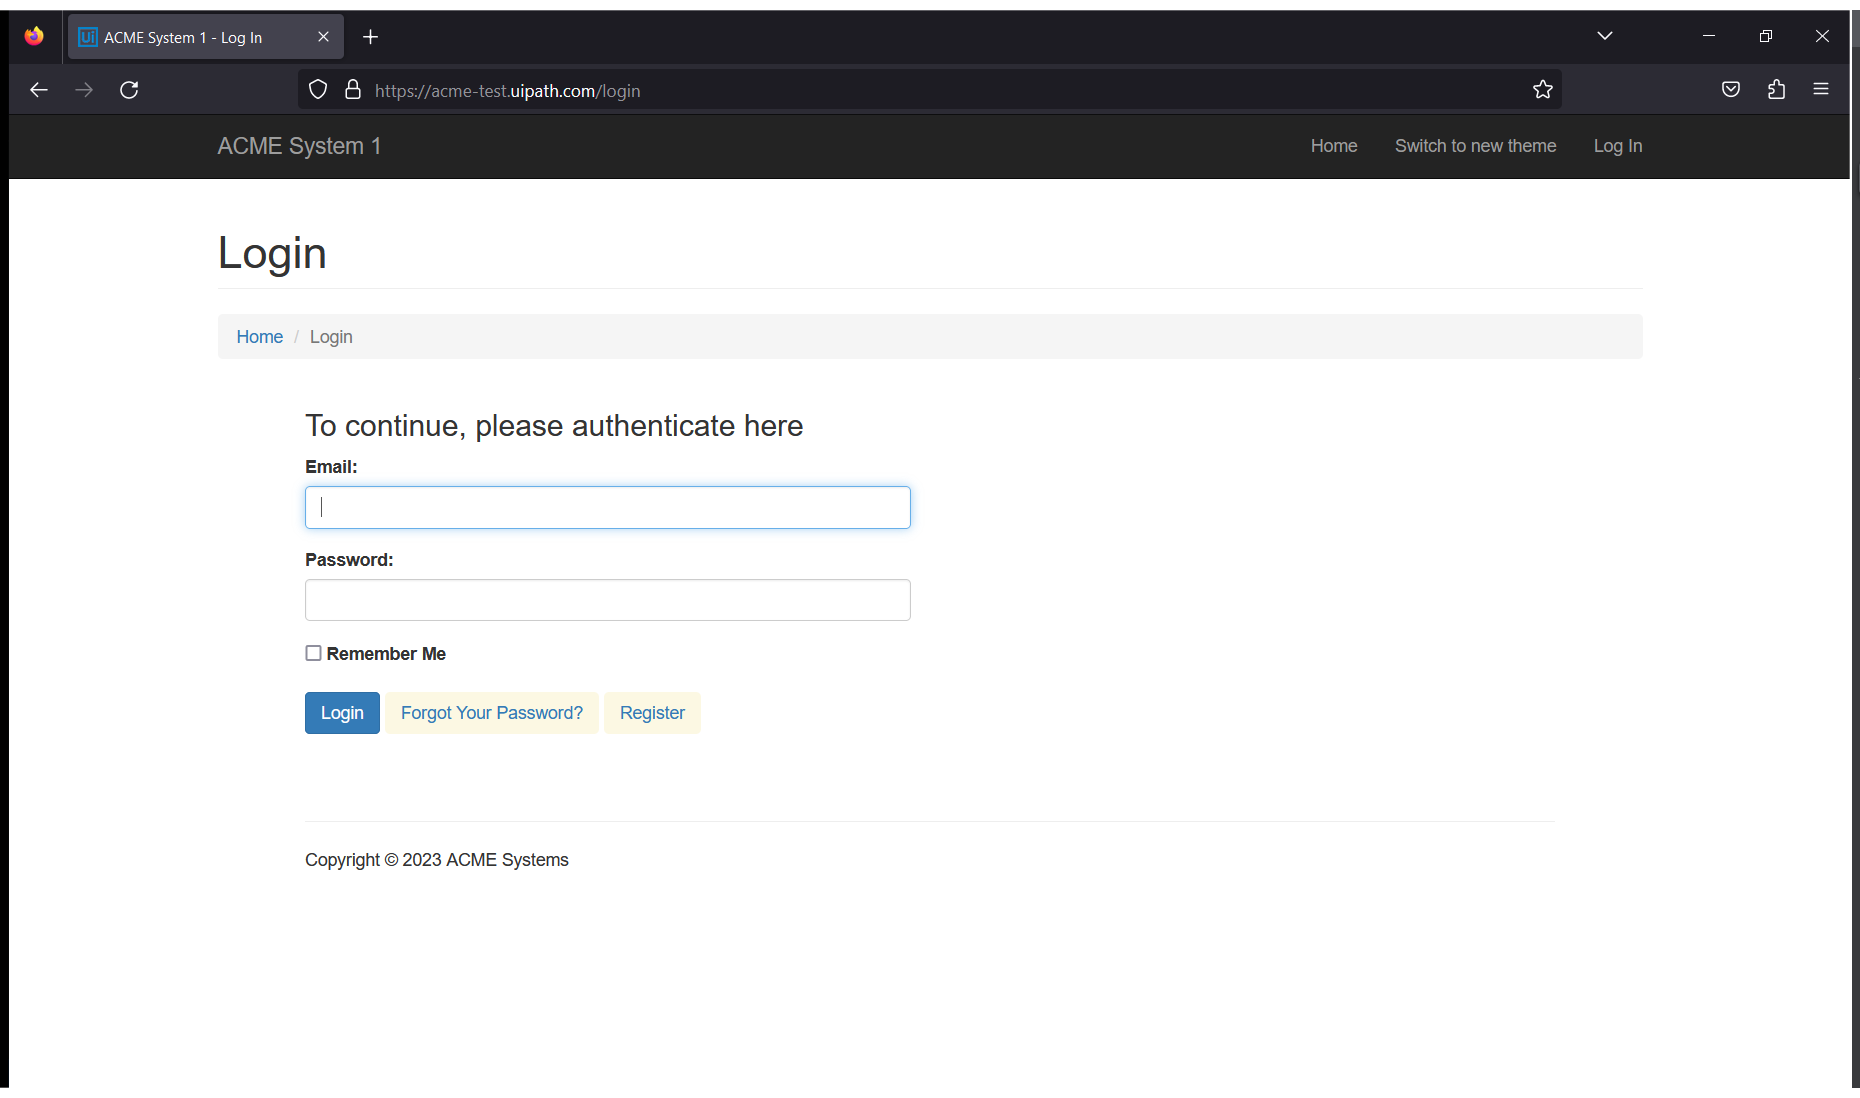 Ui ACME System 1 - Log In
https://acme-test.uipath.com/login
ACME System 1
Home
Switch to new theme
Log In
Login
Home / Login
To continue, please authenticate here
Email:
Password:
Remember Me
Login
Forgot Your Password?
Register
Copyright © 2023 ACME Systems